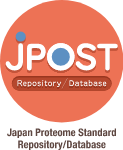 jPOST
Repository/Database
Japan Proteome Standard
Repository/Database